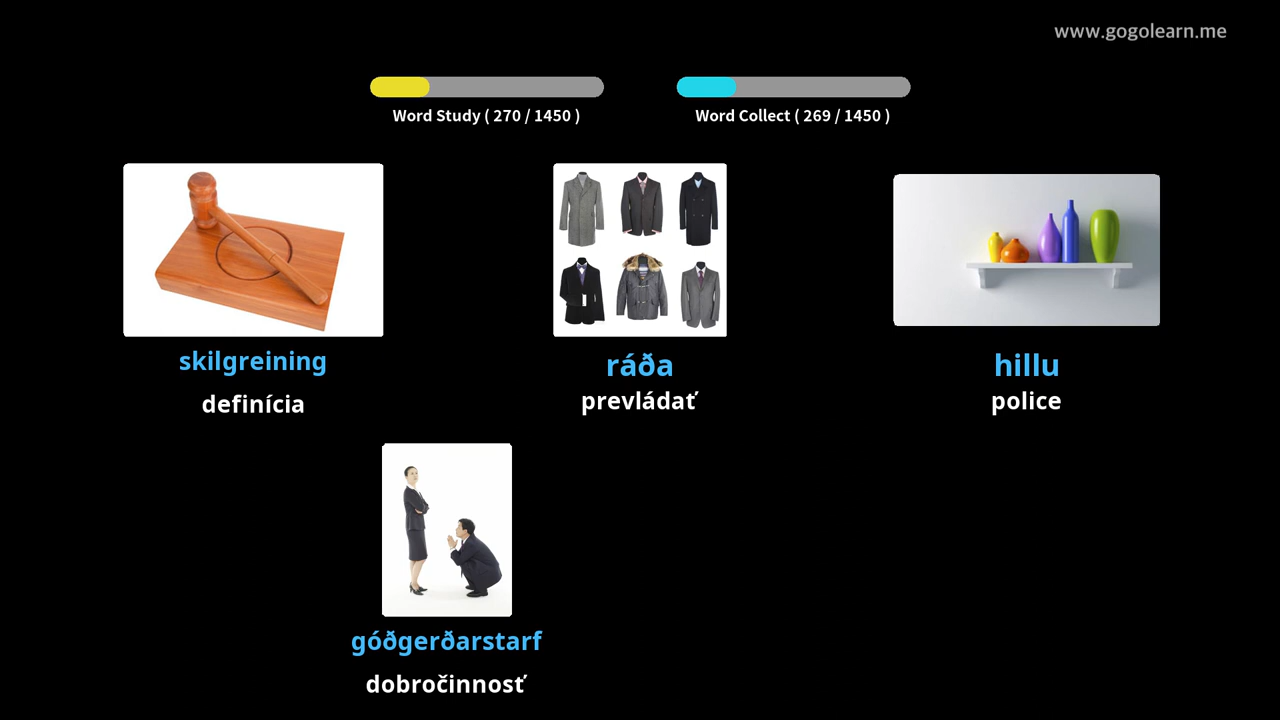 www.gogolearn.me
Word Study ( 270 / 1450 )
Word Collect ( 269 / 1450 )
skilgreining
definícia
ráða
prevládať
hillu
police
góðgerðarstarf
dobročinnosť